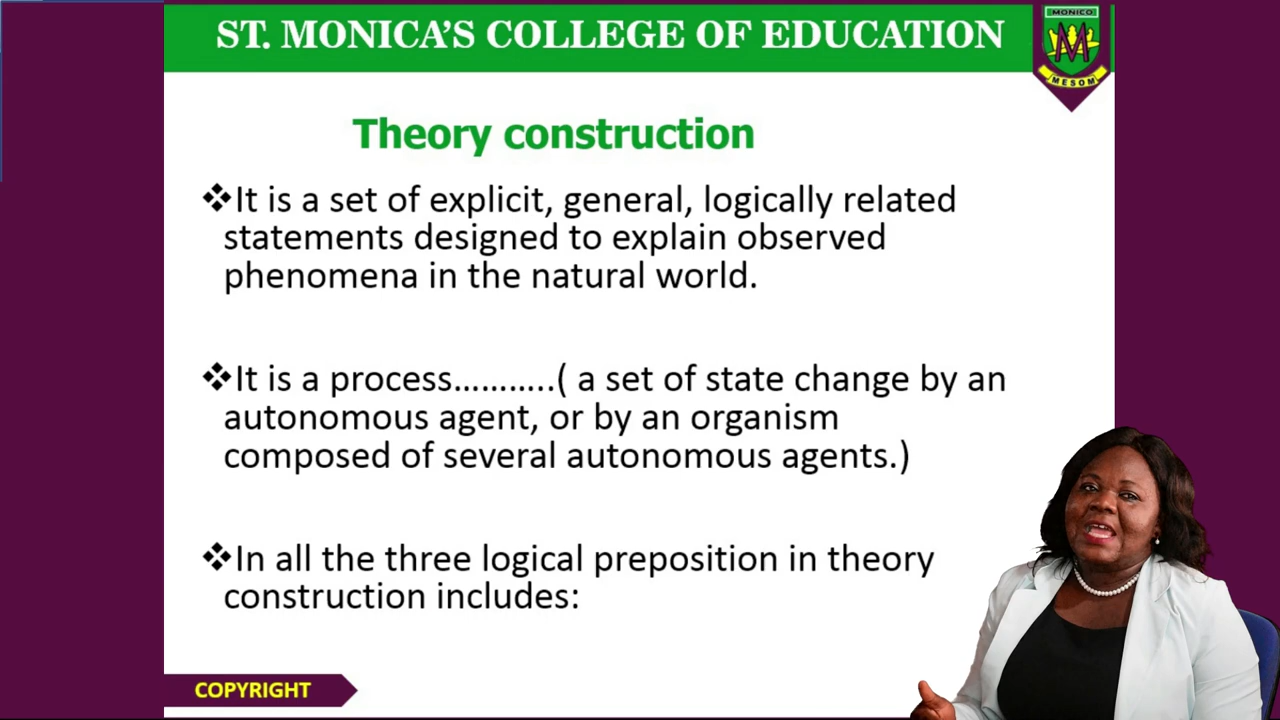 ST. MONICA'S COLLEGE OF EDUCATION
MONICO
M
MESOM
Theory construction
❖It is a set of explicit, general, logically related
statements designed to explain observed
phenomena in the natural world.
❖It is a process………..( a set of state change by an
autonomous agent, or by an organism
composed of several autonomous agents.)
❖In all the three logical preposition in theory
construction includes:
COPYRIGHT